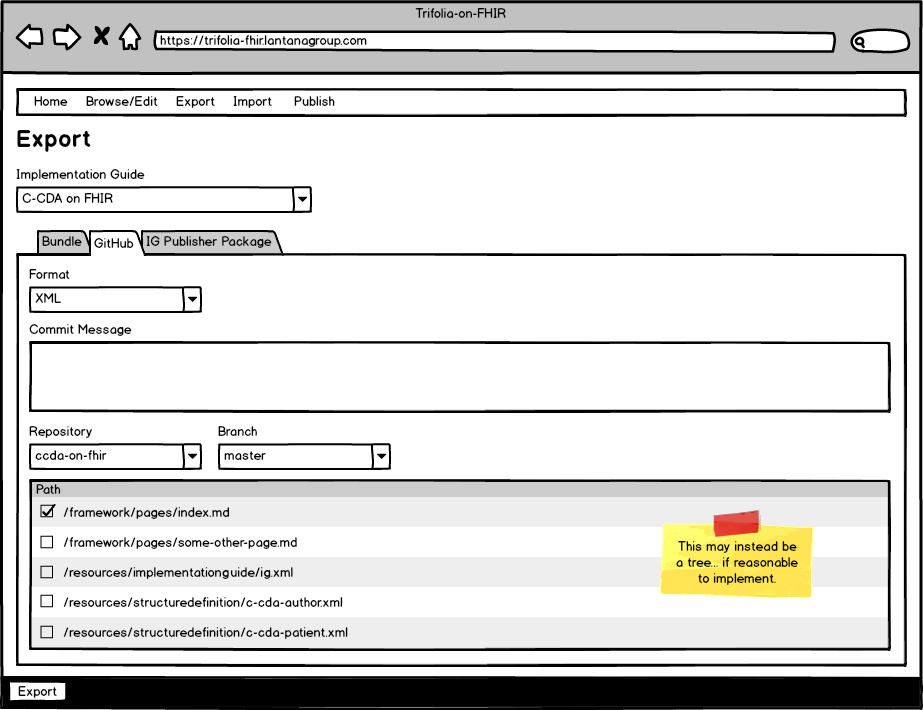 Trifolia-on-FHIR
https://trifolia-fhir.lantanagroup.com
Home Browse/Edit Export Import Publish
Export
Implementation Guide
C-CDA on FHIR
Bundle GitHub IG Publisher Package
Format
XML
Commit Message
Repository Branch
ccda-on-fhir master
Path
/framework/pages/index.md
/framework/pages/some-other-page.md
/resources/implementationguide/ig.xml
/resources/structuredefinition/c-cda-author.xml
/resources/structuredefinition/c-cda-patient.xml
This may instead be
a tree... if reasonable
to implement.
Export